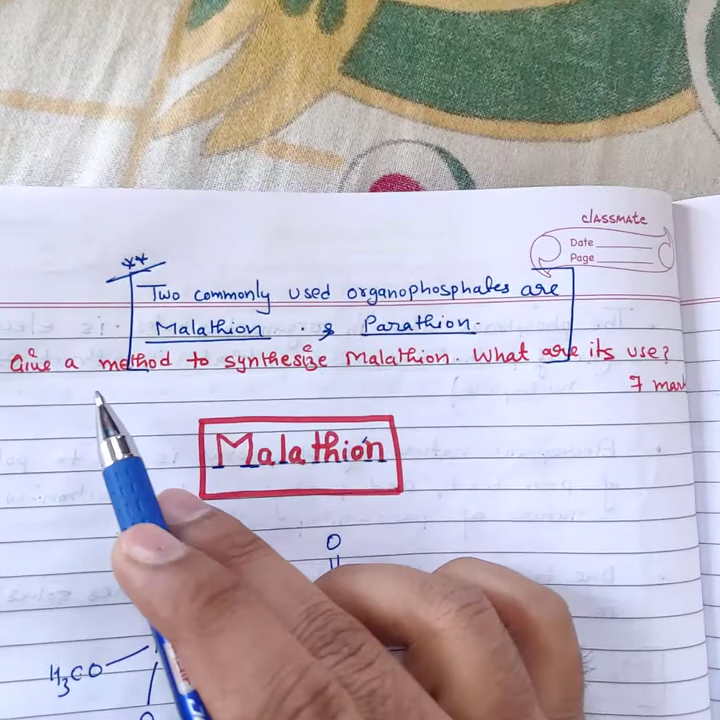 classmate
Date
Page
**
Two commonly used organophosphates are
Malathion . & Parathion.
Give a method to synthesize Malathion. What are its use?
7 mar
Malathion
O
H3CO